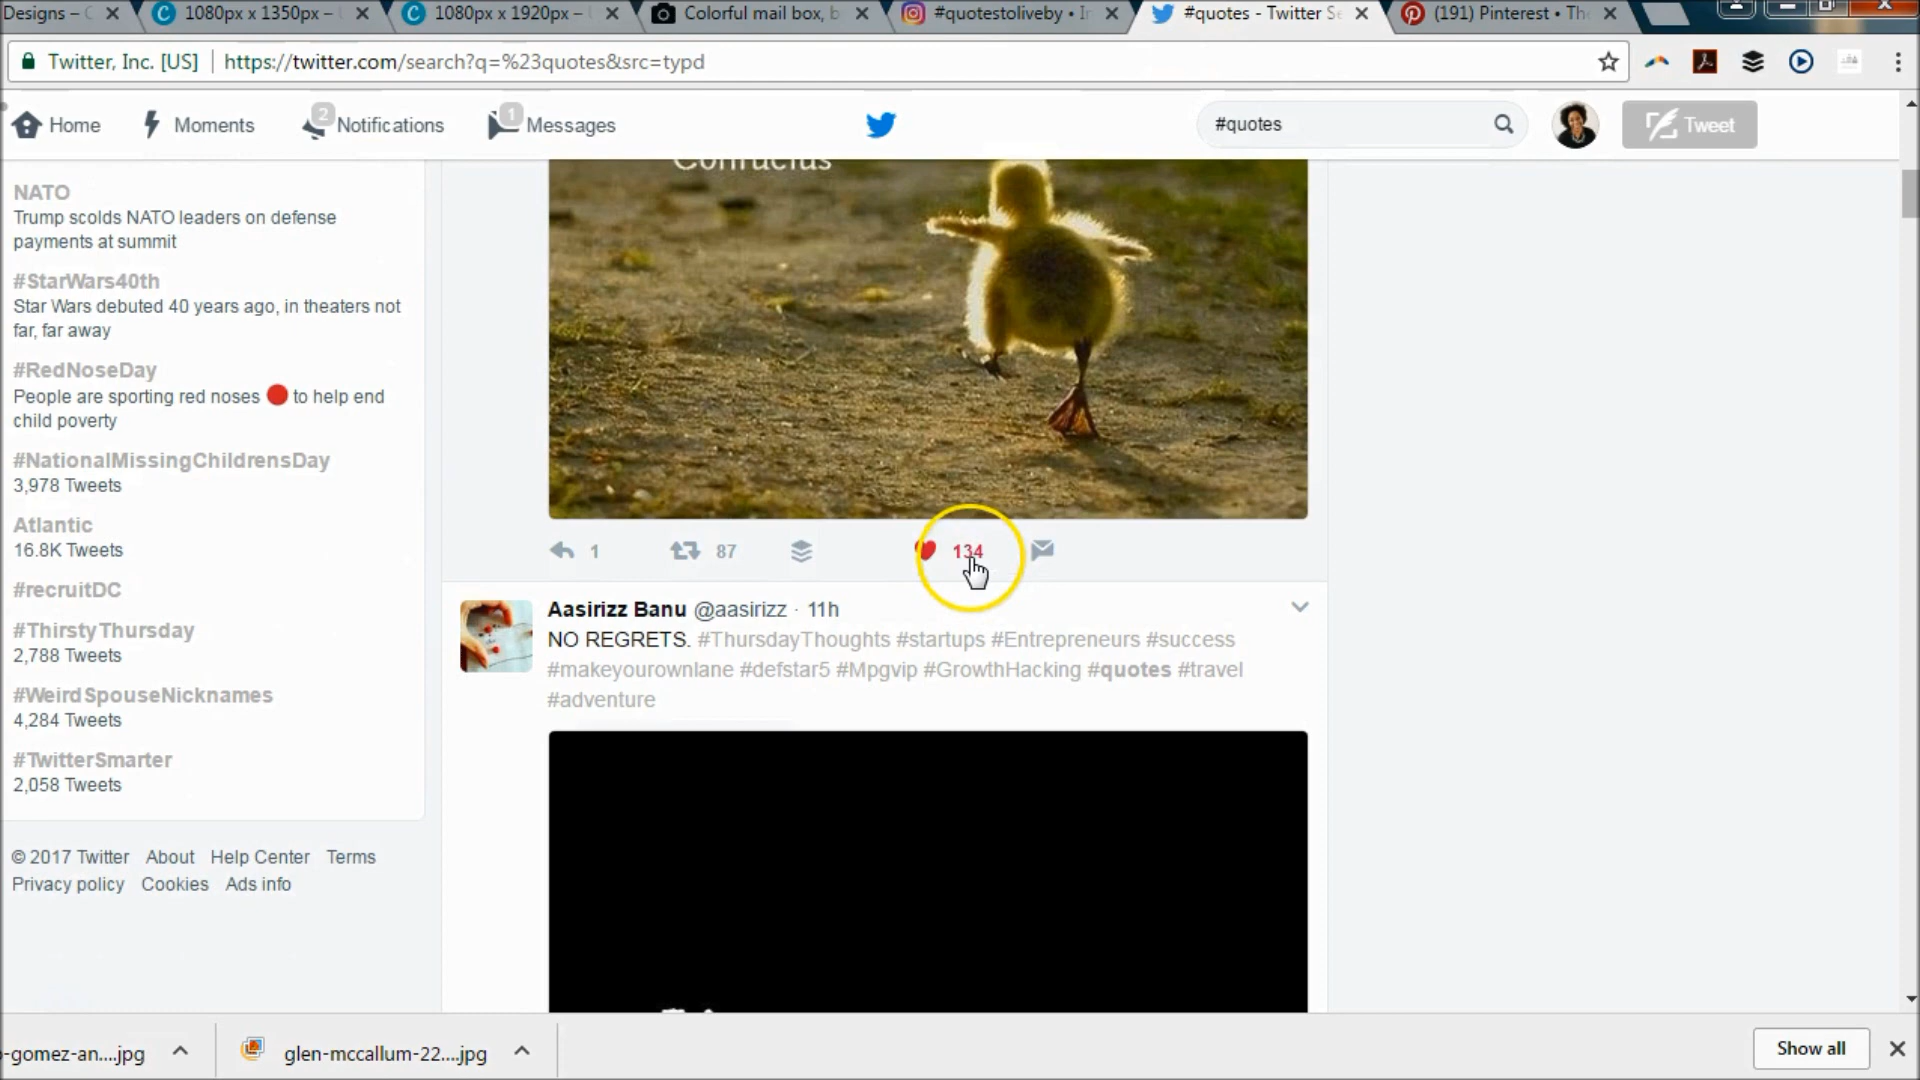 Designs – C
1080px x 1350px –
1080px x 1920px –
Colorful mail box, b
#quotestoliveby • In
#quotes - Twitter Se
(191) Pinterest • Th
Twitter, Inc. [US] https://twitter.com/search?q=%23quotes&src=typd
Home
Moments
2
Notifications
1
Messages
#quotes
Tweet
Confucius
NATO
Trump scolds NATO leaders on defense
payments at summit
#StarWars40th
Star Wars debuted 40 years ago, in theaters not
far, far away
#RedNoseDay
People are sporting red noses to help end
child poverty
#NationalMissingChildrensDay
3,978 Tweets
Atlantic
16.8K Tweets
#recruitDC
#ThirstyThursday
2,788 Tweets
#WeirdSpouseNicknames
4,284 Tweets
#TwitterSmarter
2,058 Tweets
© 2017 Twitter About Help Center Terms
Privacy policy Cookies Ads info
1 87 134
Aasirizz Banu @aasirizz · 11h
NO REGRETS. #ThursdayThoughts #startups #Entrepreneurs #success
#makeyourownlane #defstar5 #Mpgvip #GrowthHacking #quotes #travel
#adventure
-gomez-an....jpg
glen-mccallum-22....jpg
Show all